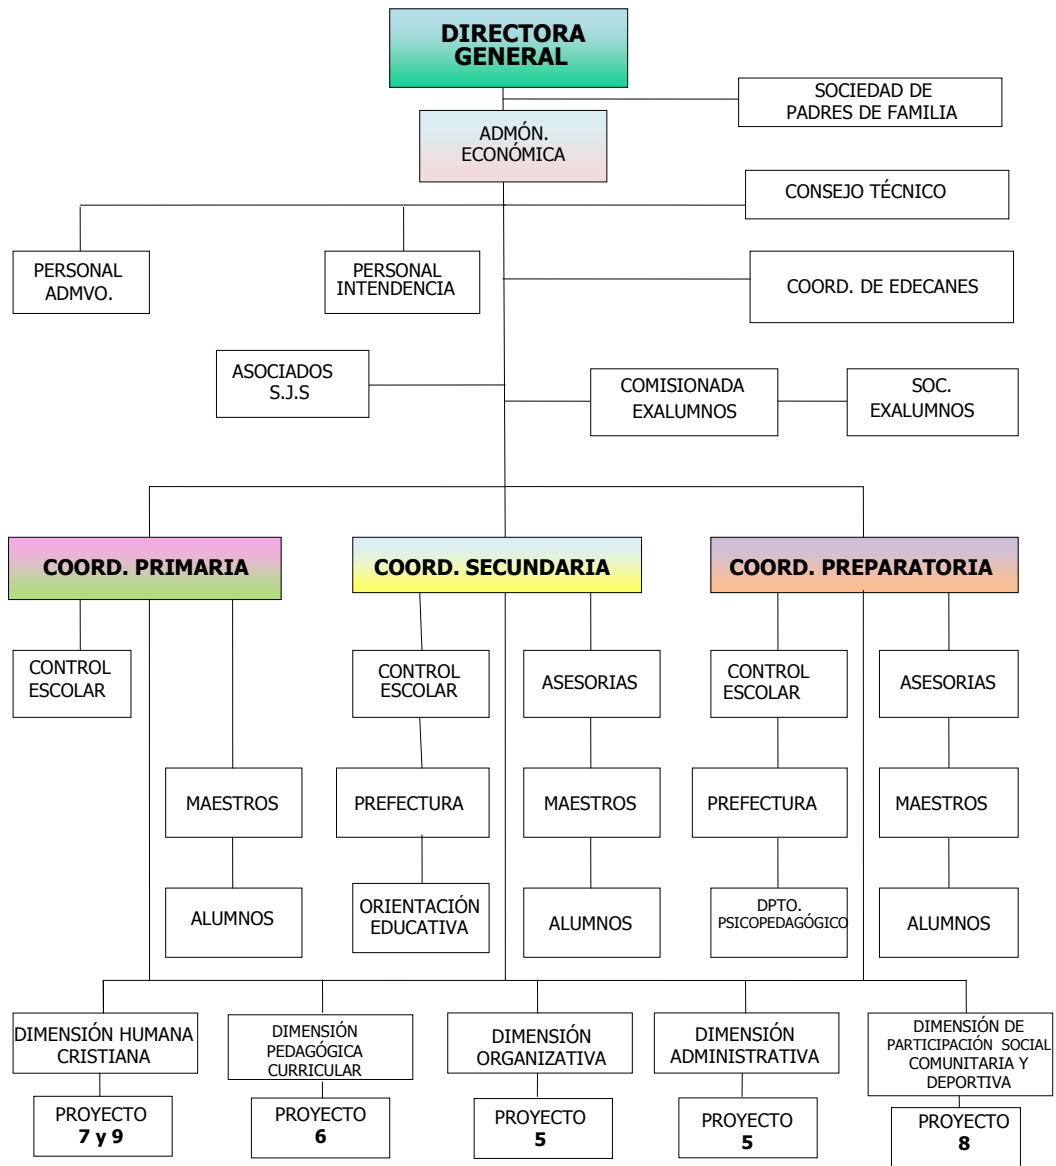 DIRECTORA
GENERAL
SOCIEDAD DE
PADRES DE FAMILIA
ADMÓN.
ECONÓMICA
CONSEJO TÉCNICO
PERSONAL
ADMVO.
PERSONAL
INTENDENCIA
COORD. DE EDECANES
ASOCIADOS
S.J.S
COMISIONADA
EXALUMNOS
SOC.
EXALUMNOS
COORD. PRIMARIA
COORD. SECUNDARIA
COORD. PREPARATORIA
CONTROL
ESCOLAR
CONTROL
ESCOLAR
ASESORIAS
CONTROL
ESCOLAR
ASESORIAS
MAESTROS
PREFECTURA
MAESTROS
PREFECTURA
MAESTROS
ALUMNOS
ORIENTACIÓN
EDUCATIVA
ALUMNOS
DPTO.
PSICOPEDAGÓGICO
ALUMNOS
DIMENSIÓN HUMANA
CRISTIANA
DIMENSIÓN
PEDAGÓGICA
CURRICULAR
DIMENSIÓN
ORGANIZATIVA
DIMENSIÓN
ADMINISTRATIVA
DIMENSIÓN DE
PARTICIPACIÓN SOCIAL
COMUNITARIA Y
DEPORTIVA
PROYECTO
7 y 9
PROYECTO
6
PROYECTO
5
PROYECTO
5
PROYECTO
8